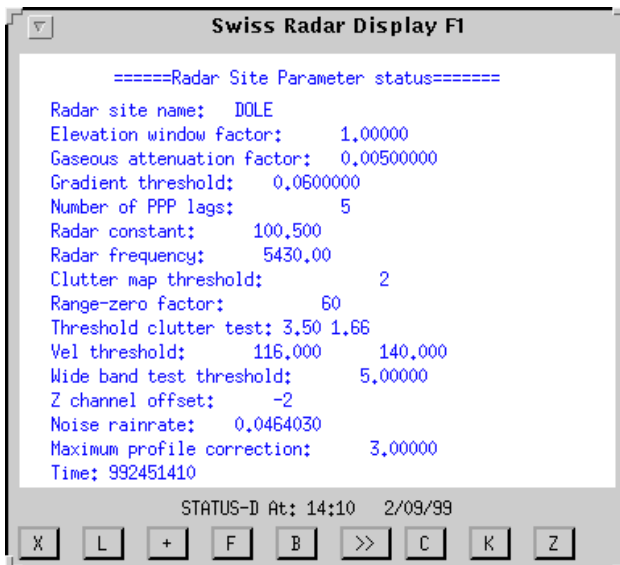 Swiss Radar Display F1
======Radar Site Parameter status=======
Radar site name: DOLE
Elevation window factor: 1.00000
Gaseous attenuation factor: 0.00500000
Gradient threshold: 0.0600000
Number of PPP lags: 5
Radar constant: 100.500
Radar frequency: 5430.00
Clutter map threshold: 2
Range-zero factor: 60
Threshold clutter test: 3.50 1.66
Vel threshold: 116.000 140.000
Wide band test threshold: 5.00000
Z channel offset: -2
Noise rainrate: 0.0464030
Maximum profile correction: 3.00000
Time: 992451410
STATUS-D At: 14:10 2/09/99
X L + F B >> C K Z